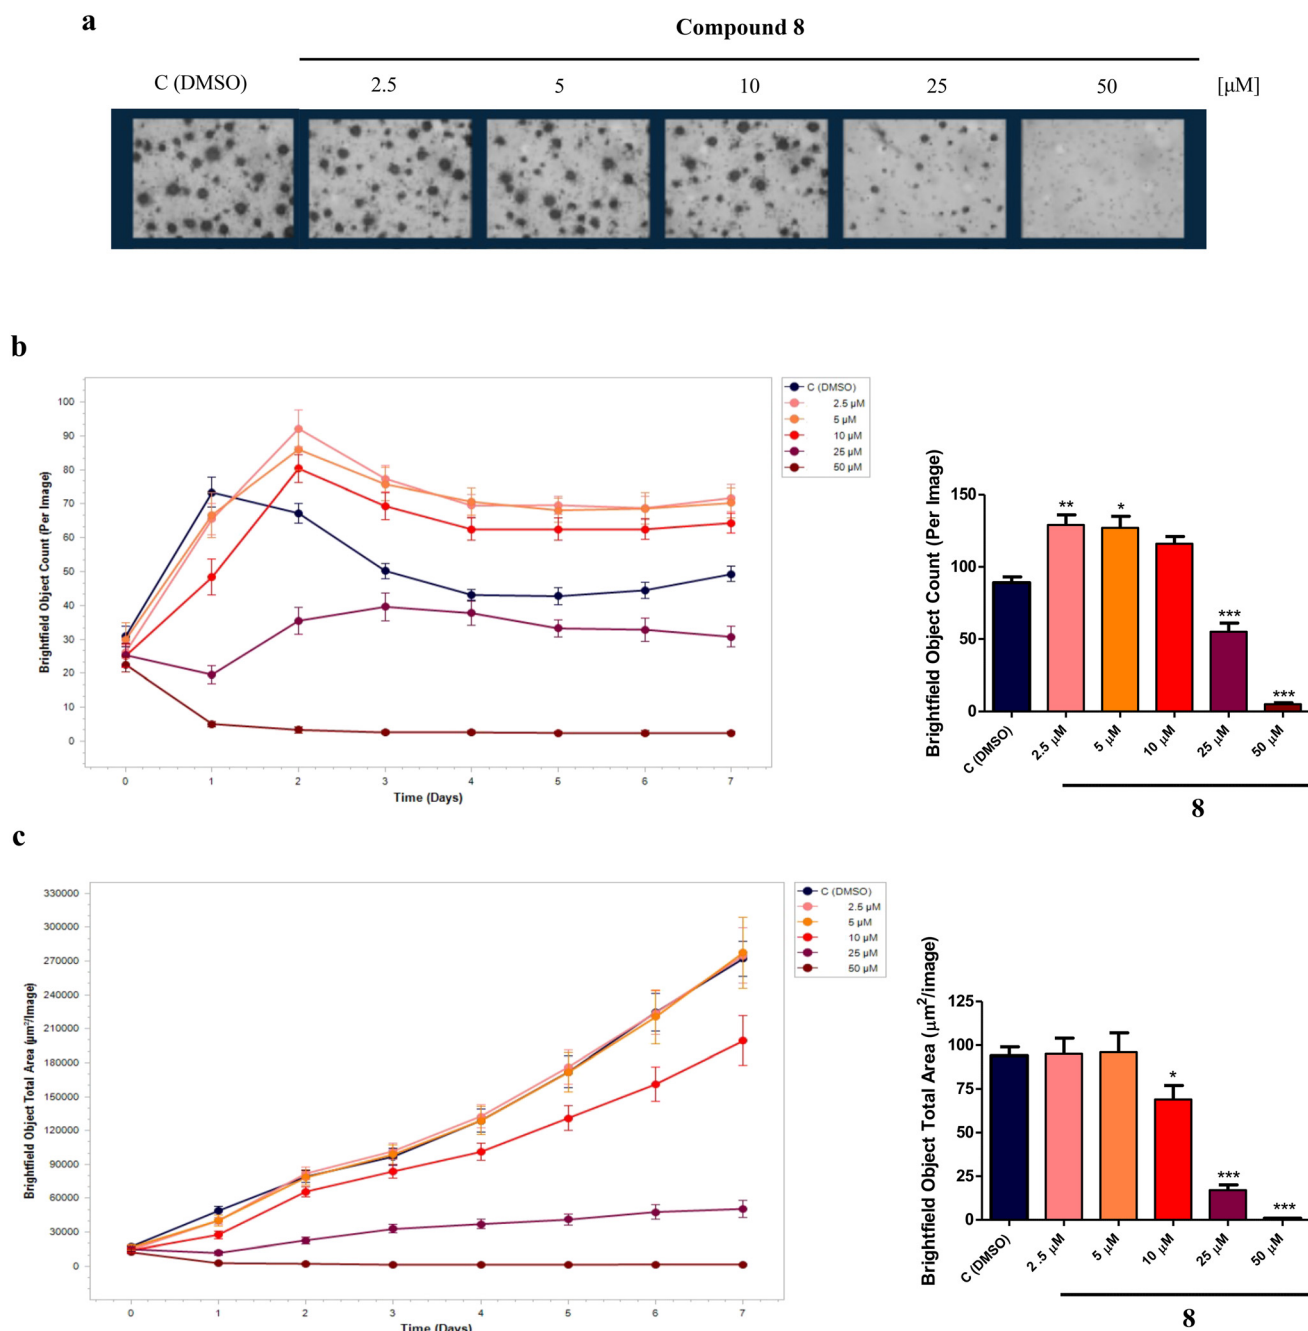 a
Compound 8
C (DMSO) 2.5 5 10 25 50 [μM]
b
Brightfield Object Count (Per Image)
100
90
80
70
60
50
40
30
20
10
0
0 1 2 3 4 5 6 7
Time (Days)
C (DMSO)
2.5 μM
5 μM
10 μM
25 μM
50 μM
Brightfield Object Count (Per Image)
150
100
50
0
**
*
***
***
C (DMSO) 2.5 μM 5 μM 10 μM 25 μM 50 μM
8
c
Brightfield Object Total Area (μm²/Image)
330000
300000
270000
240000
210000
180000
150000
120000
90000
60000
30000
0
0 1 2 3 4 5 6 7
Time (Days)
C (DMSO)
2.5 μM
5 μM
10 μM
25 μM
50 μM
Brightfield Object Total Area (μm²/image)
125
100
75
50
25
0
*
***
***
C (DMSO) 2.5 μM 5 μM 10 μM 25 μM 50 μM
8